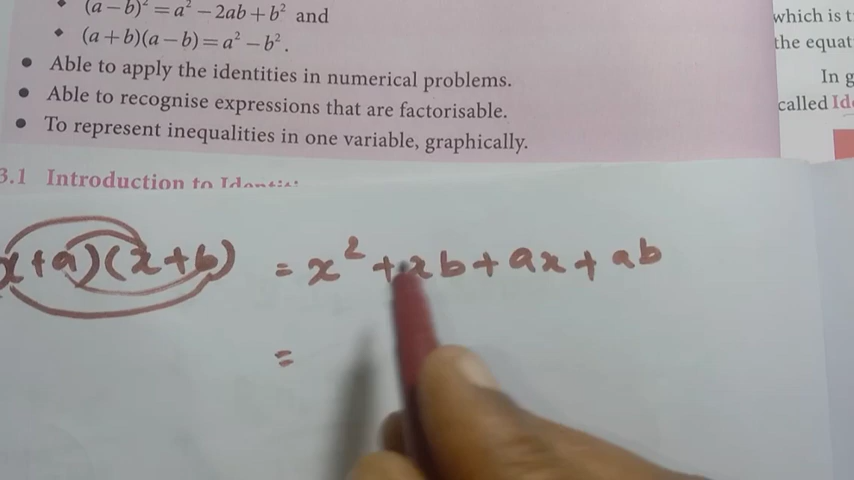 (a − b)² = a² − 2ab + b² and
(a + b)(a − b) = a² − b².
Able to apply the identities in numerical problems.
Able to recognise expressions that are factorisable.
To represent inequalities in one variable, graphically.
3.1 Introduction to
which is
the equat
In
called
x+a)(x+b) = x² + xb + ax + ab
=